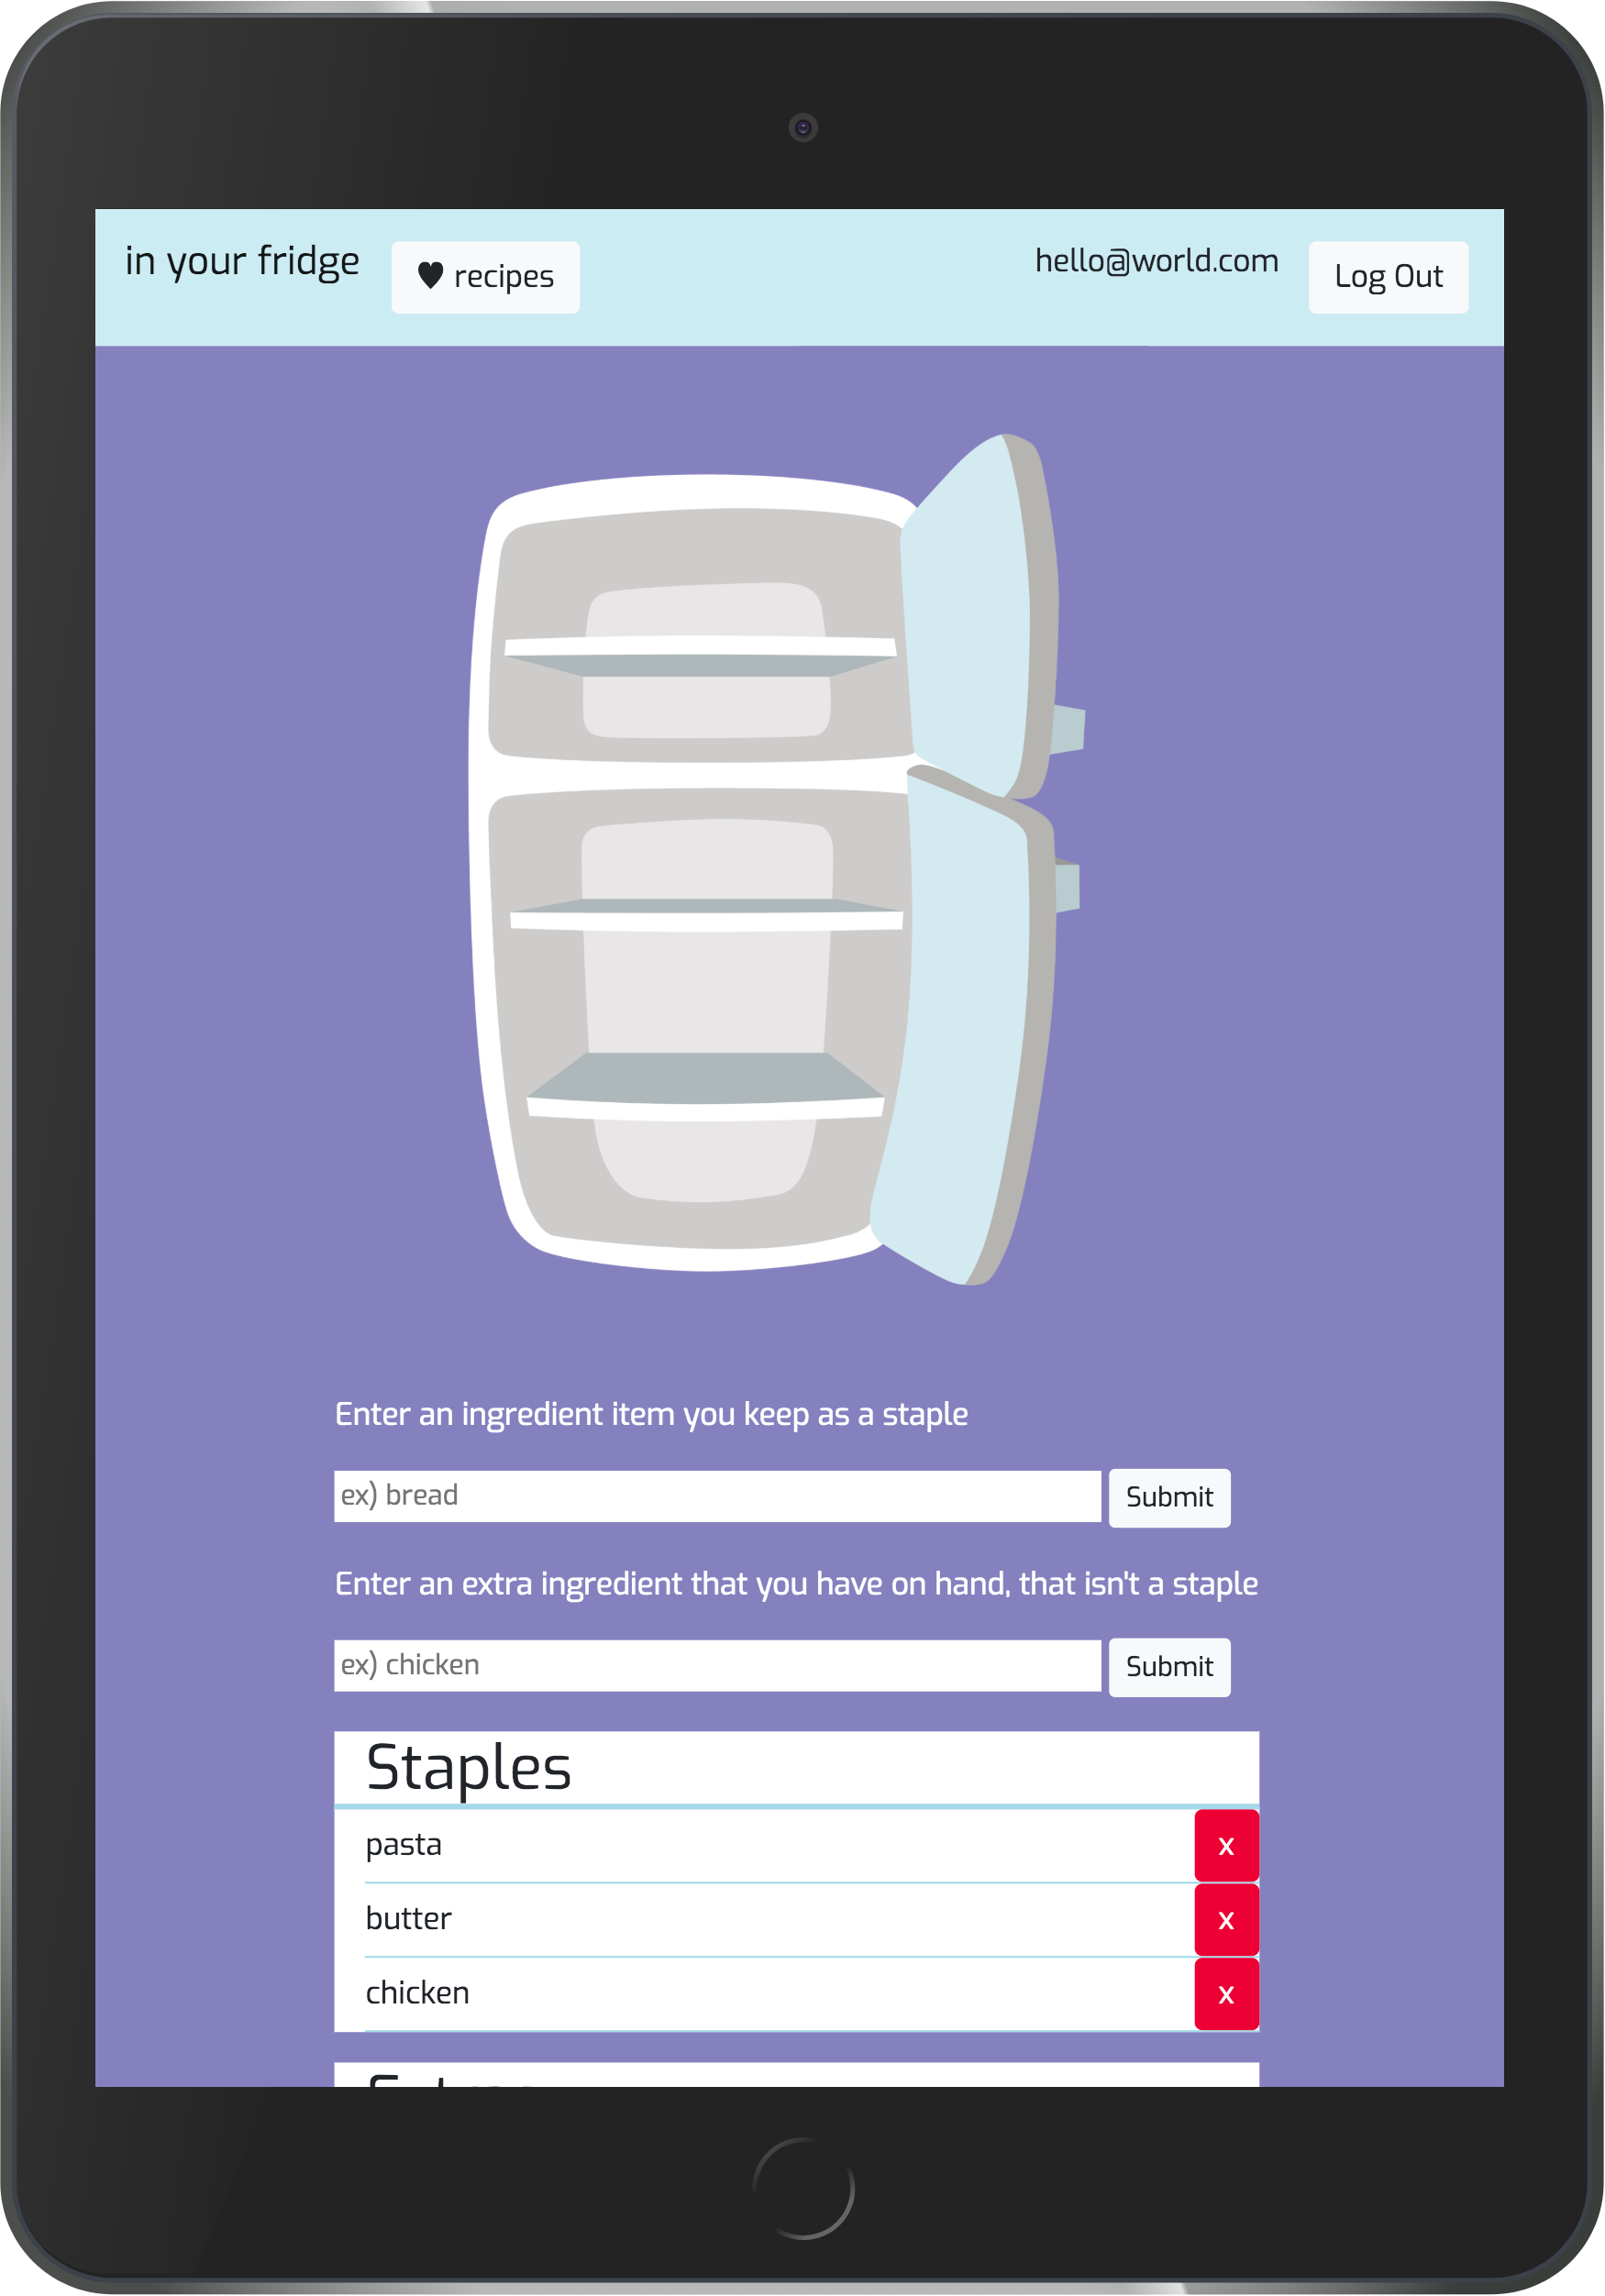 in your fridge
♥ recipes
hello@world.com
Log Out
Enter an ingredient item you keep as a staple
ex) bread
Submit
Enter an extra ingredient that you have on hand, that isn't a staple
ex) chicken
Submit
Staples
pasta
x
butter
x
chicken
x